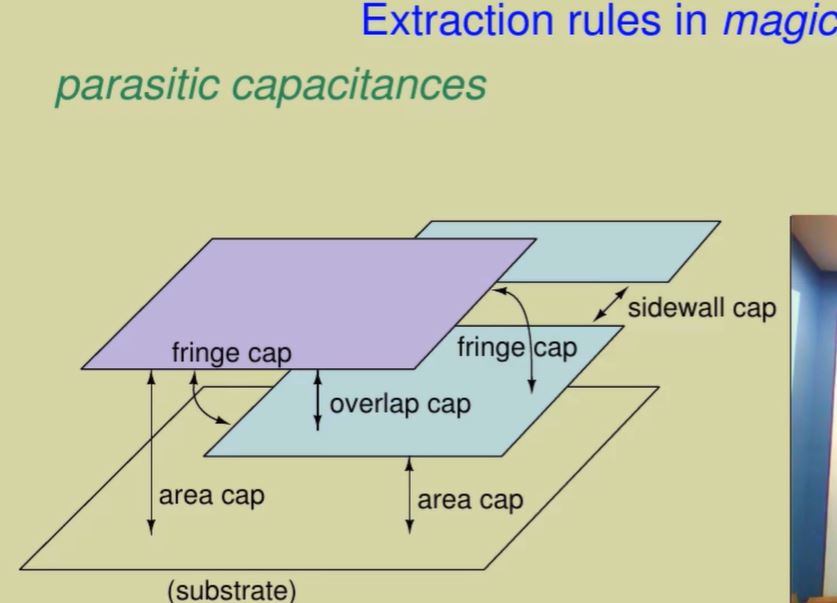 Extraction rules in magic
parasitic capacitances
sidewall cap
fringe cap
fringe cap
overlap cap
area cap
area cap
(substrate)